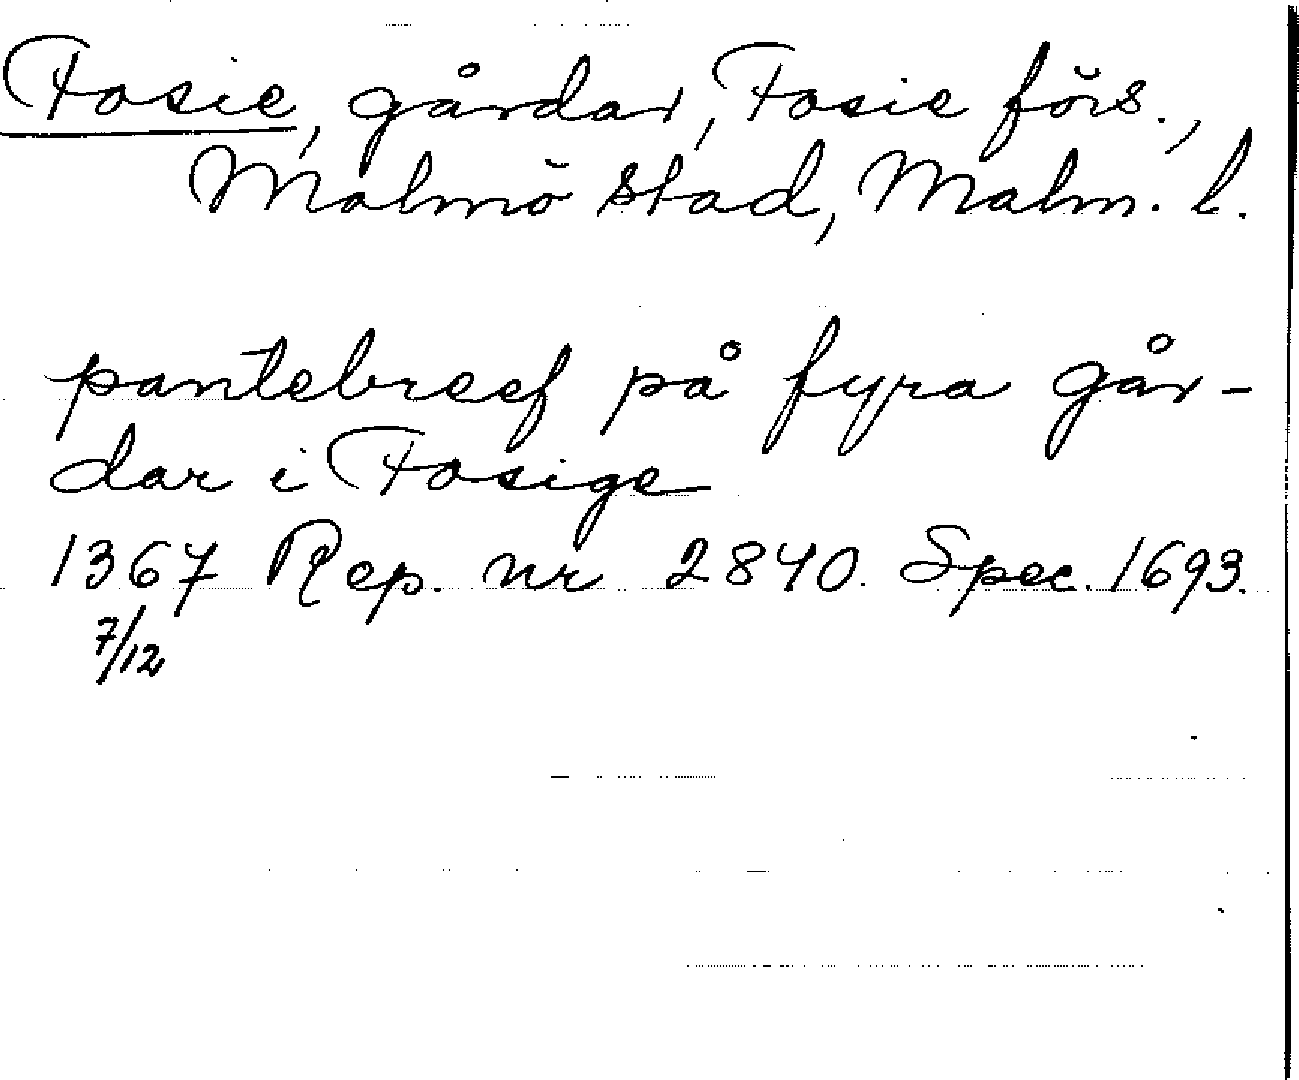 Fosie, gårdar, Fosie förs.,
Malmö stad, Malm. l.
pantebreef på fyra går-
dar i Fosige
1367 Rep. nr 2840. Spec. 1693.
7/12